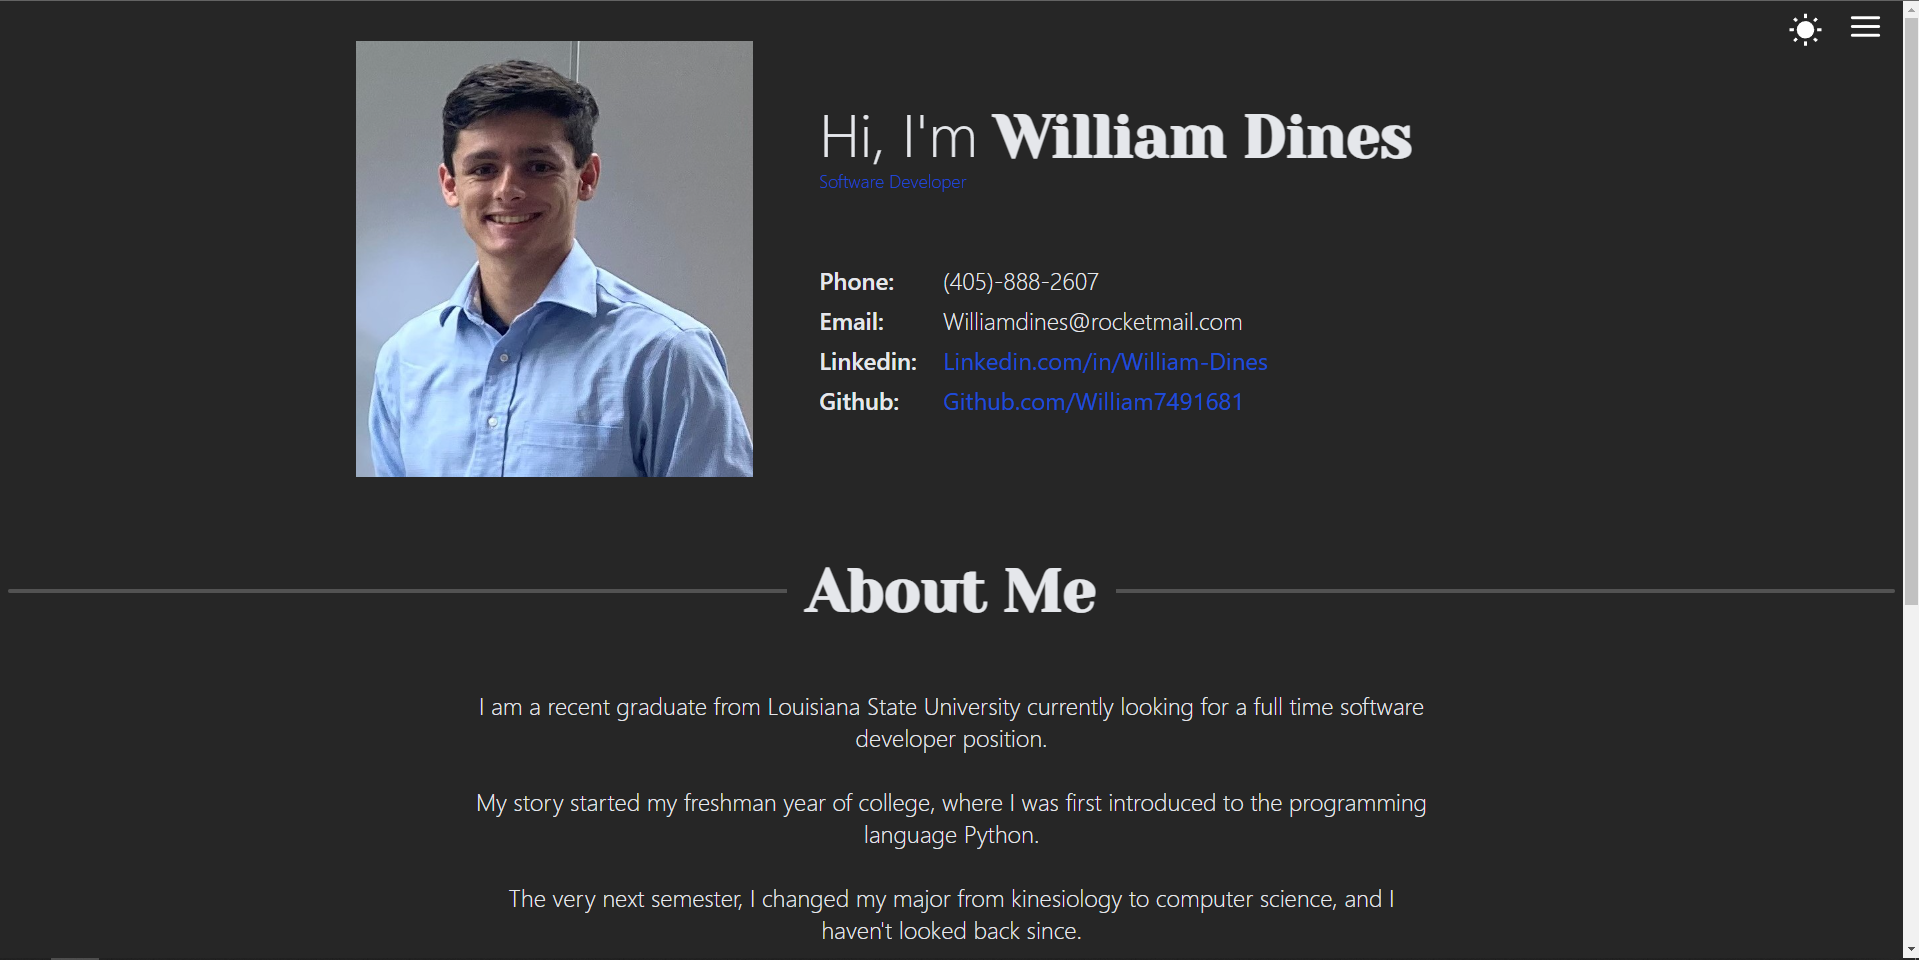 Hi, I'm William Dines
Software Developer
Phone: (405)-888-2607
Email: Williamdines@rocketmail.com
Linkedin: Linkedin.com/in/William-Dines
Github: Github.com/William7491681
About Me
I am a recent graduate from Louisiana State University currently looking for a full time software
developer position.
My story started my freshman year of college, where I was first introduced to the programming
language Python.
The very next semester, I changed my major from kinesiology to computer science, and I
haven't looked back since.